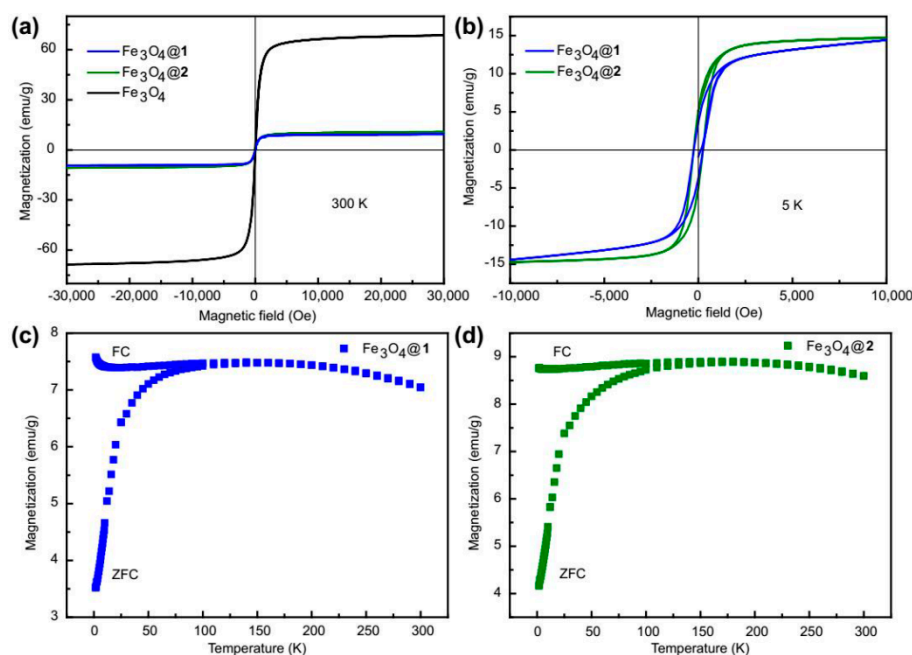 (a)
60
30
0
-30
-60
Magnetization (emu/g)
Fe₃O₄@1
Fe₃O₄@2
Fe₃O₄
300 K
-30,000 -20,000 -10,000 0 10,000 20,000 30,000
Magnetic field (Oe)
(b)
15
10
5
0
-5
-10
-15
Magnetization (emu/g)
Fe₃O₄@1
Fe₃O₄@2
5 K
-10,000 -5,000 0 5,000 10,000
Magnetic field (Oe)
(c)
8
7
6
5
4
3
Magnetization (emu/g)
FC
Fe₃O₄@1
ZFC
0 50 100 150 200 250 300
Temperature (K)
(d)
10
9
8
7
6
5
4
3
Magnetization (emu/g)
FC
Fe₃O₄@2
ZFC
0 50 100 150 200 250 300
Temperature (K)